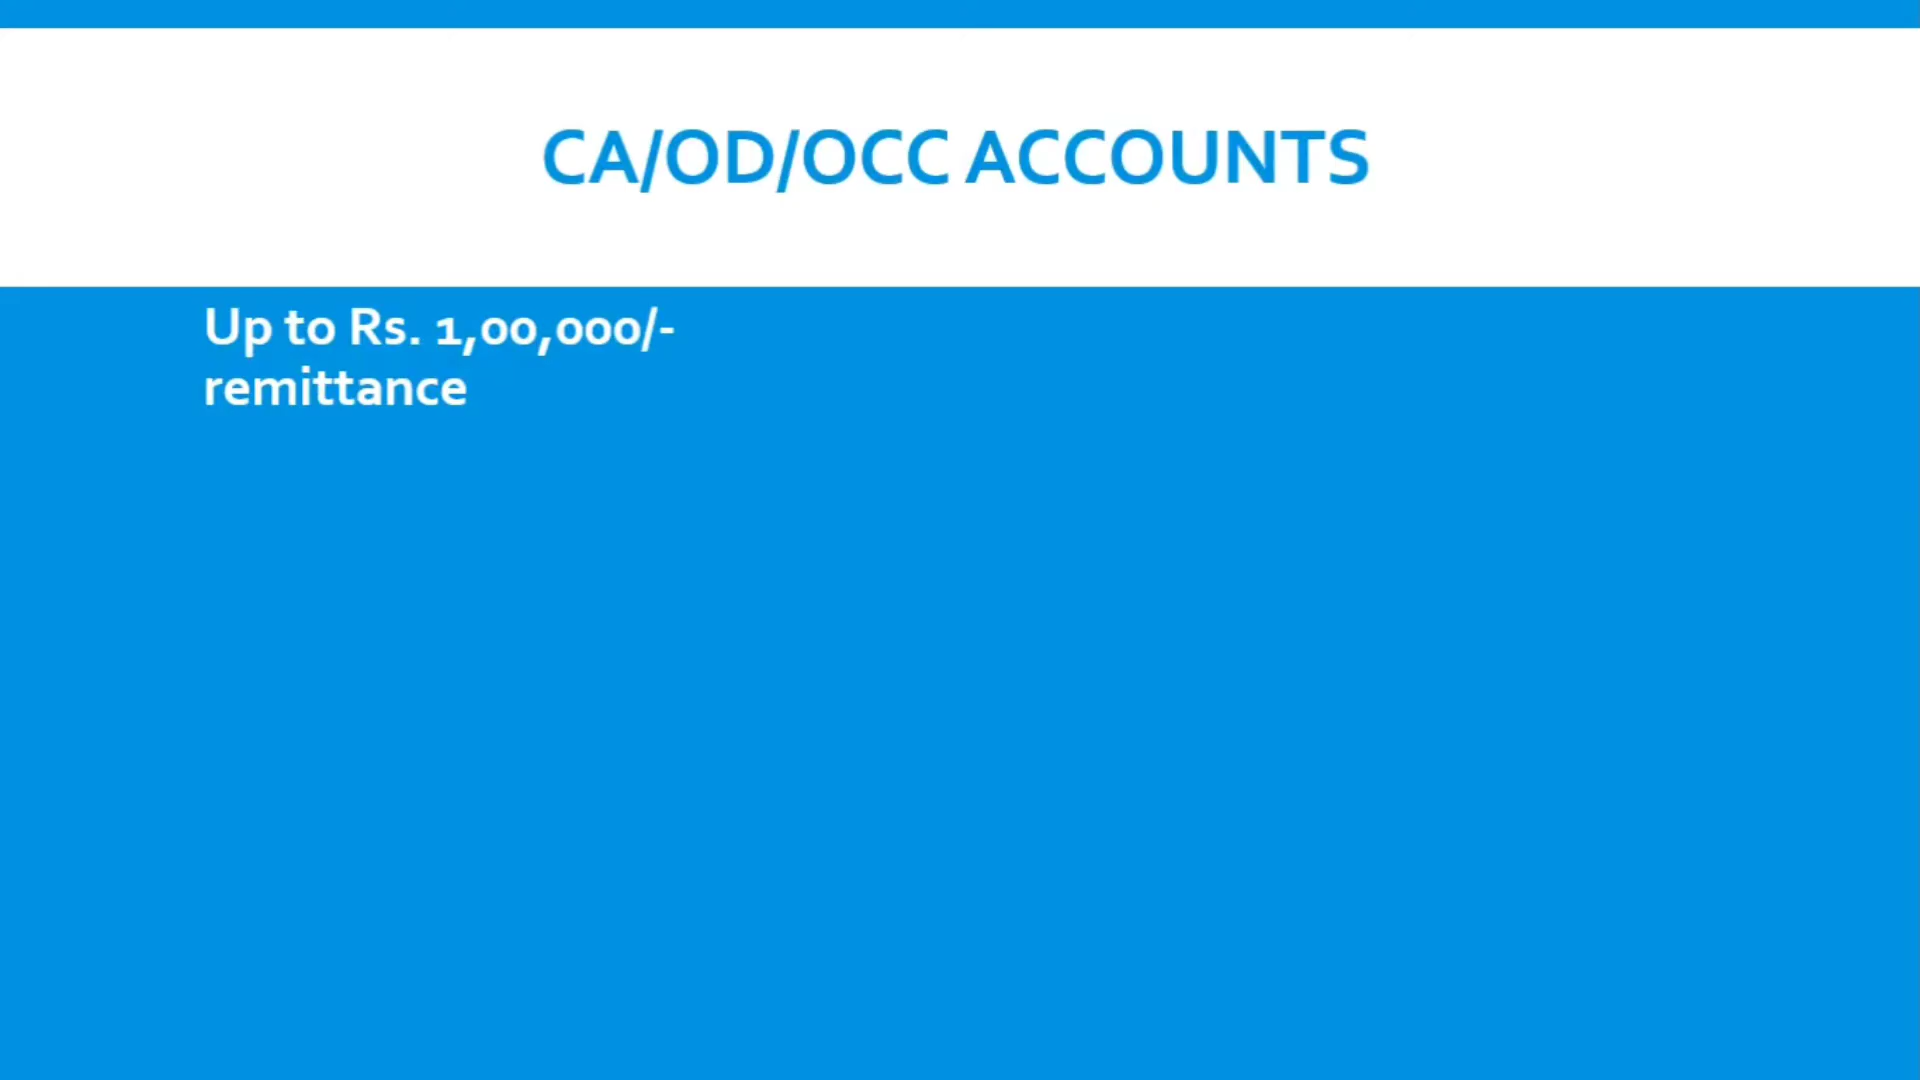 CA/OD/OCC ACCOUNTS
Up to Rs. 1,00,000/-
remittance